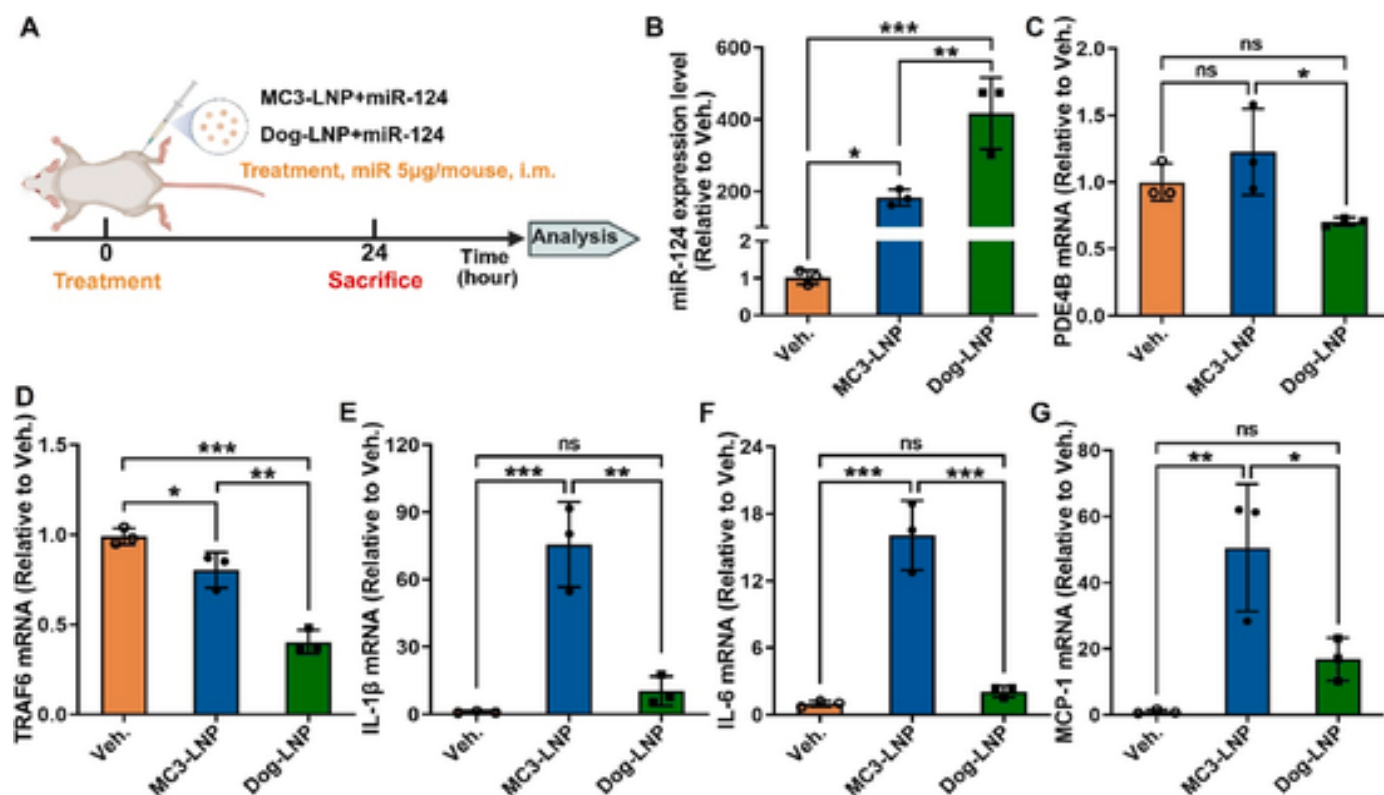 A
MC3-LNP+miR-124
Dog-LNP+miR-124
Treatment, miR 5μg/mouse, i.m.
0
24
Time
(hour)
Analysis
Treatment
Sacrifice
B
miR-124 expression level
(Relative to Veh.)
600
400
200
2
1
0
***
**
*
Veh.
MC3-LNP
Dog-LNP
C
PDE4B mRNA (Relative to Veh.)
2.0
1.5
1.0
0.5
0.0
ns
ns
*
Veh.
MC3-LNP
Dog-LNP
D
TRAF6 mRNA (Relative to Veh.)
1.5
1.0
0.5
0.0
***
**
*
Veh.
MC3-LNP
Dog-LNP
E
IL-1β mRNA (Relative to Veh.)
120
90
60
30
0
ns
***
**
Veh.
MC3-LNP
Dog-LNP
F
IL-6 mRNA (Relative to Veh.)
24
18
12
6
0
ns
***
***
Veh.
MC3-LNP
Dog-LNP
G
MCP-1 mRNA (Relative to Veh.)
80
60
40
20
0
ns
**
*
Veh.
MC3-LNP
Dog-LNP